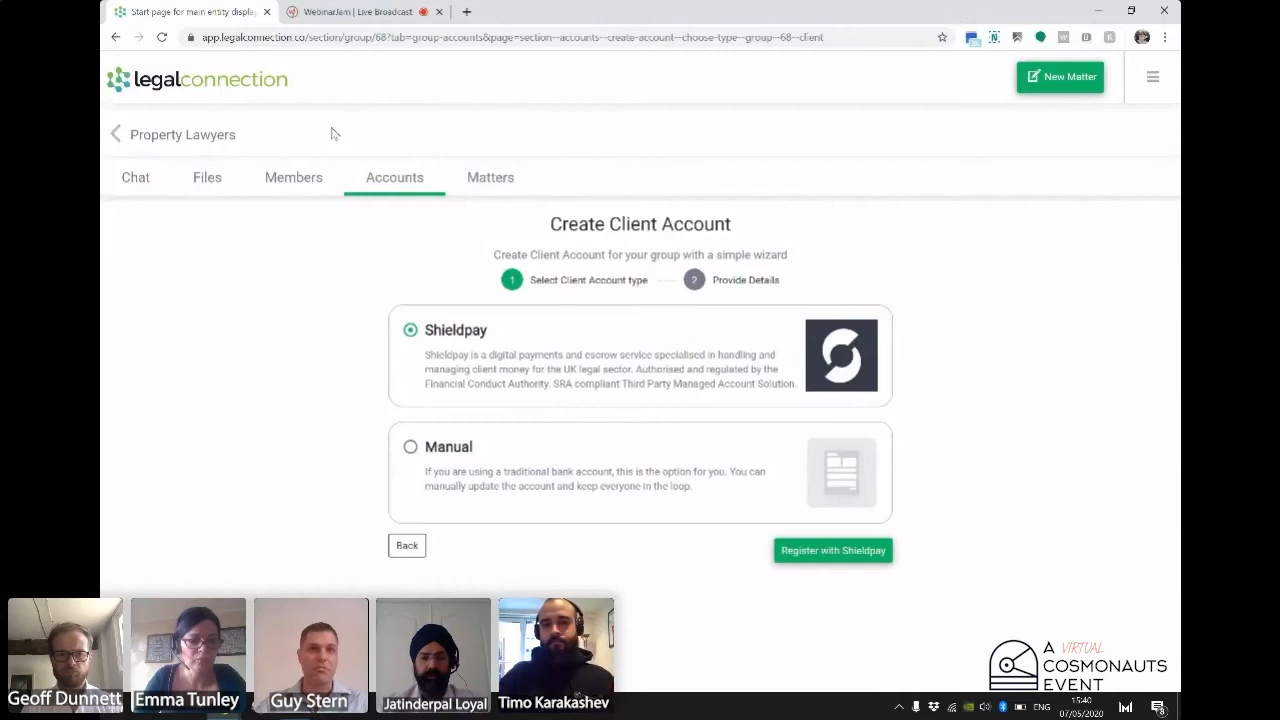 Start page for main entity display
WebinarJam | Live Broadcast
app.legalconnection.co/section/group/68?tab=group-accounts&page=section--accounts--create-account--choose-type--group--68--client
legalconnection
New Matter
Property Lawyers
Chat
Files
Members
Accounts
Matters
Create Client Account
Create Client Account for your group with a simple wizard
1 Select Client Account type
2 Provide Details
Shieldpay
Shieldpay is a digital payments and escrow service specialised in handling and
managing client money for the UK legal sector. Authorised and regulated by the
Financial Conduct Authority. SRA compliant Third Party Managed Account Solution.
Manual
If you are using a traditional bank account, this is the option for you. You can
manually update the account and keep everyone in the loop.
Back
Register with Shieldpay
Geoff Dunnett
Emma Tunley
Guy Stern
Jatinderpal Loyal
Timo Karakashev
A VIRTUAL
COSMONAUTS
EVENT
ENG
15:40
07/05/2020